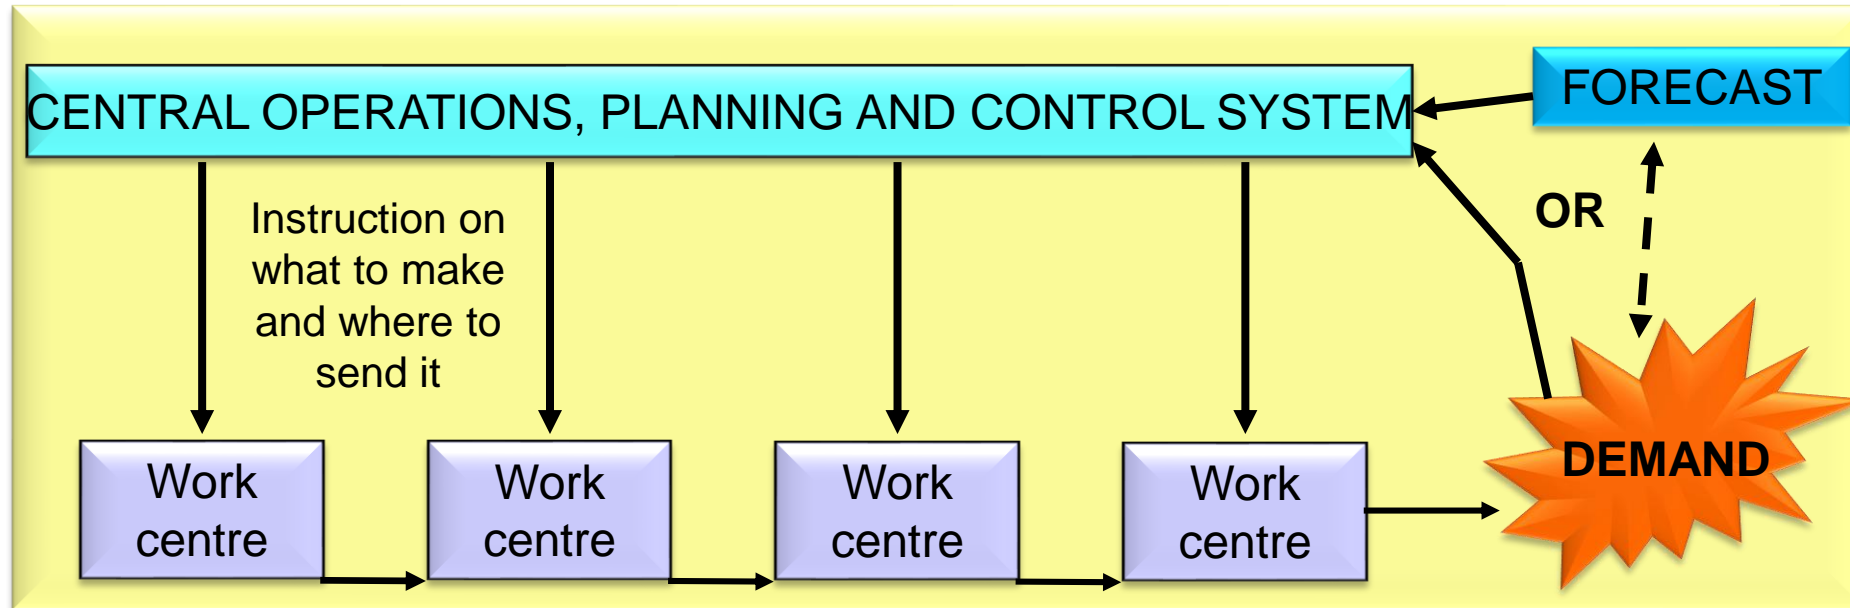 CENTRAL OPERATIONS, PLANNING AND CONTROL SYSTEM
FORECAST
Instruction on
what to make
and where to
send it
OR
Work
centre
Work
centre
Work
centre
Work
centre
DEMAND